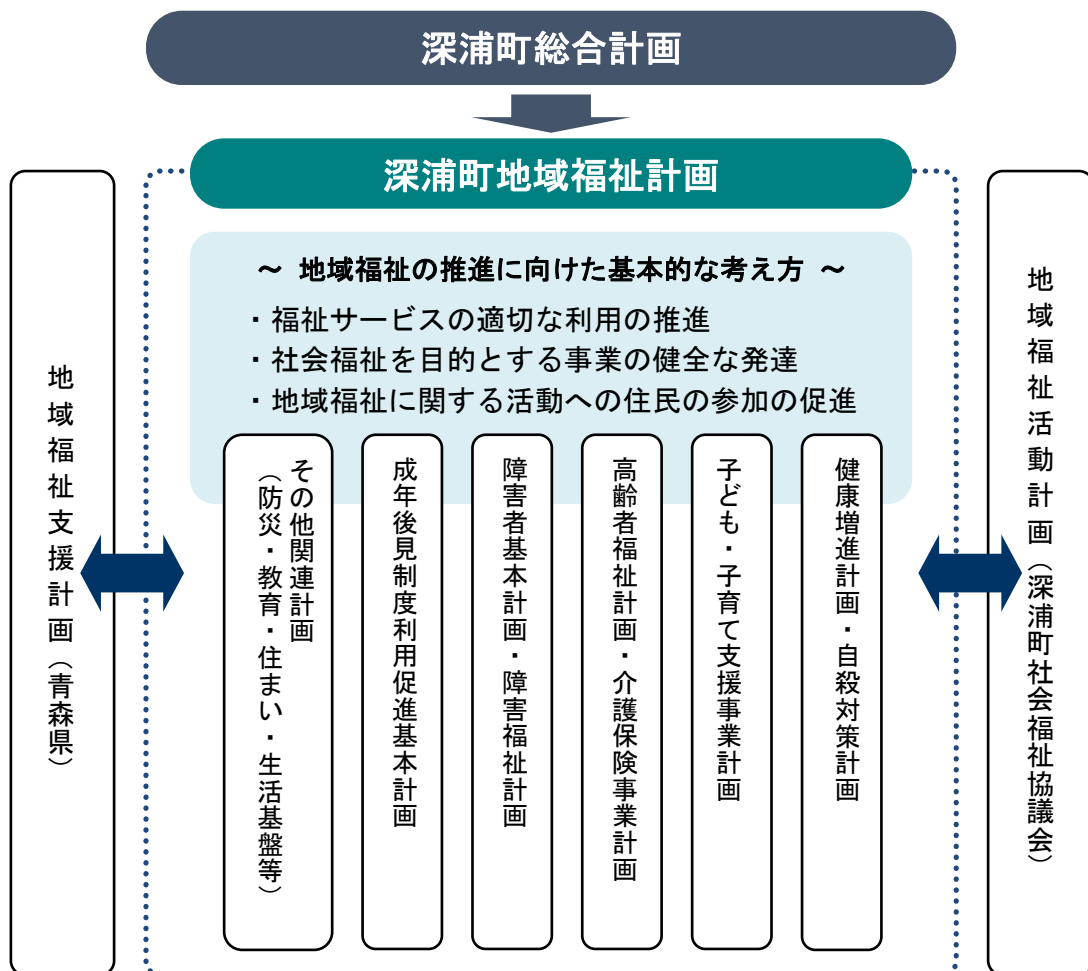 深浦町総合計画
深浦町地域福祉計画
～ 地域福祉の推進に向けた基本的な考え方 ～
・福祉サービスの適切な利用の推進
・社会福祉を目的とする事業の健全な発達
・地域福祉に関する活動への住民の参加の促進
地域福祉活動計画（深浦町社会福祉協議会）
健康増進計画・自殺対策計画
子ども・子育て支援事業計画
高齢者福祉計画・介護保険事業計画
障害者基本計画・障害福祉計画
成年後見制度利用促進基本計画
その他関連計画
（防災・教育・住まい・生活基盤等）
地域福祉支援計画（青森県）